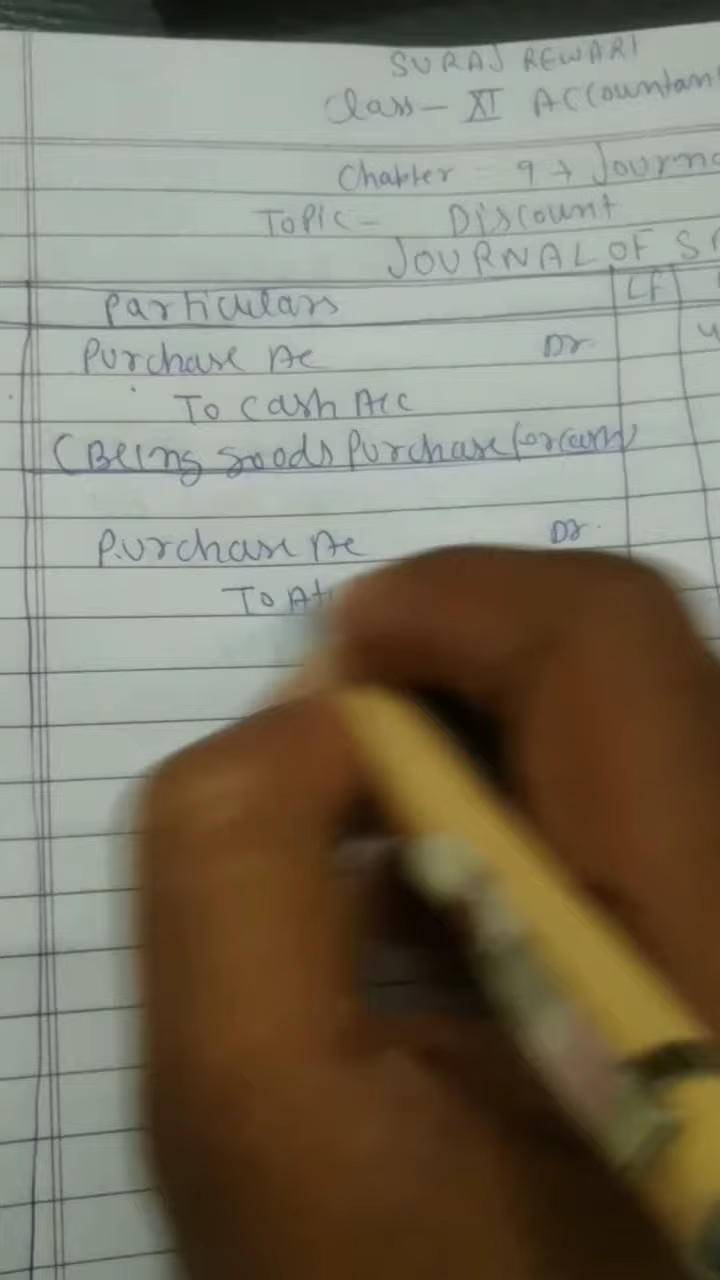 SURAJ REWARI
Class - XI Accountan
Chapter - 9 → Journa
Topic - Discount
JOURNAL OF S
Particulars LF
Purchase Ac Dr
To Cash A/c
(Being goods Purchase for cash)
Purchase Ac Dr.
To At